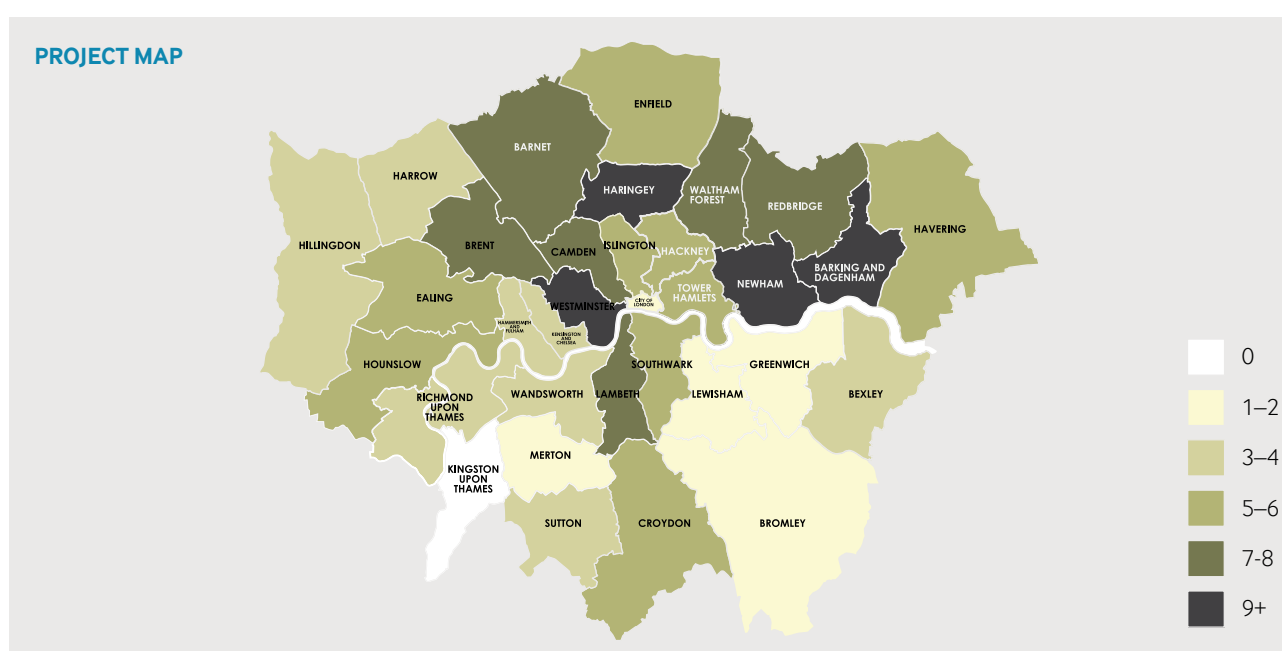 PROJECT MAP
ENFIELD
BARNET
HARROW
HARINGEY
WALTHAM
FOREST
REDBRIDGE
HAVERING
HILLINGDON
BRENT
CAMDEN
ISLINGTON
HACKNEY
BARKING AND
DAGENHAM
NEWHAM
EALING
TOWER
HAMLETS
WESTMINSTER
CITY OF
LONDON
HAMMERSMITH
AND
FULHAM
KENSINGTON
AND
CHELSEA
HOUNSLOW
SOUTHWARK
GREENWICH
RICHMOND
UPON
THAMES
WANDSWORTH
LAMBETH
LEWISHAM
BEXLEY
MERTON
KINGSTON
UPON
THAMES
SUTTON
CROYDON
BROMLEY
0
1–2
3–4
5–6
7-8
9+